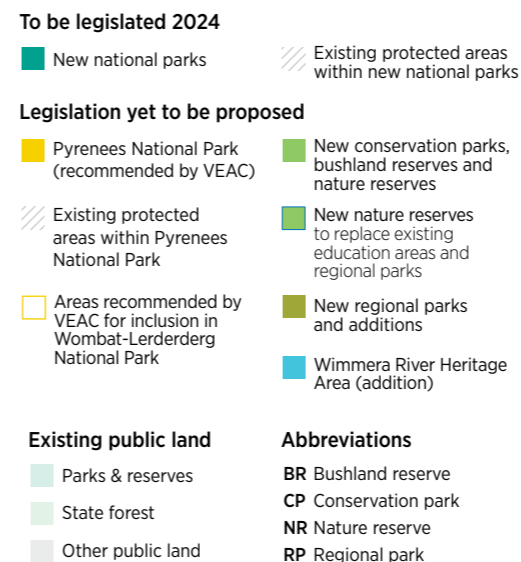 To be legislated 2024
New national parks
Existing protected areas
within new national parks
Legislation yet to be proposed
Pyrenees National Park
(recommended by VEAC)
Existing protected
areas within Pyrenees
National Park
Areas recommended by
VEAC for inclusion in
Wombat-Lerderderg
National Park
New conservation parks,
bushland reserves and
nature reserves
New nature reserves
to replace existing
education areas and
regional parks
New regional parks
and additions
Wimmera River Heritage
Area (addition)
Existing public land
Parks & reserves
State forest
Other public land
Abbreviations
BR Bushland reserve
CP Conservation park
NR Nature reserve
RP Regional park